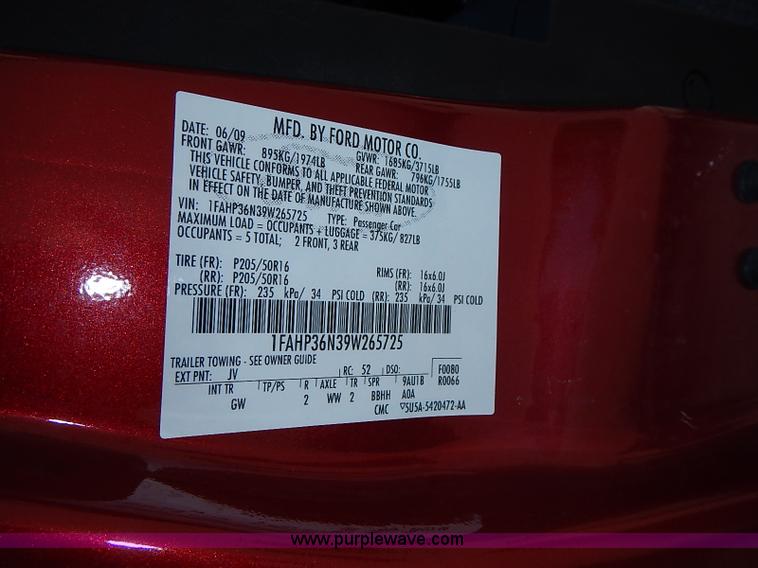 MFD. BY FORD MOTOR CO.
DATE: 06/09 GVWR: 1685KG/3715LB
FRONT GAWR: 895KG/1974LB REAR GAWR: 796KG/1755LB
THIS VEHICLE CONFORMS TO ALL APPLICABLE FEDERAL MOTOR
VEHICLE SAFETY, BUMPER, AND THEFT PREVENTION STANDARDS
IN EFFECT ON THE DATE OF MANUFACTURE SHOWN ABOVE.
VIN: 1FAHP36N39W265725 TYPE: Passenger Car
MAXIMUM LOAD = OCCUPANTS + LUGGAGE = 375KG/ 827LB
OCCUPANTS = 5 TOTAL; 2 FRONT, 3 REAR
TIRE (FR): P205/50R16 RIMS (FR): 16x6.0J
(RR): P205/50R16 (RR): 16x6.0J
PRESSURE (FR): 235 kPa/ 34 PSI COLD (RR): 235 kPa/ 34 PSI COLD
1FAHP36N39W265725
TRAILER TOWING - SEE OWNER GUIDE F0080
EXT PNT: JV RC: 52 DSO: R0066
INT TR TP/PS R AXLE TR SPR 9AU1B
GW 2 WW 2 BBHH A0A
CMC ▽5U5A-5420472-AA
www.purplewave.com